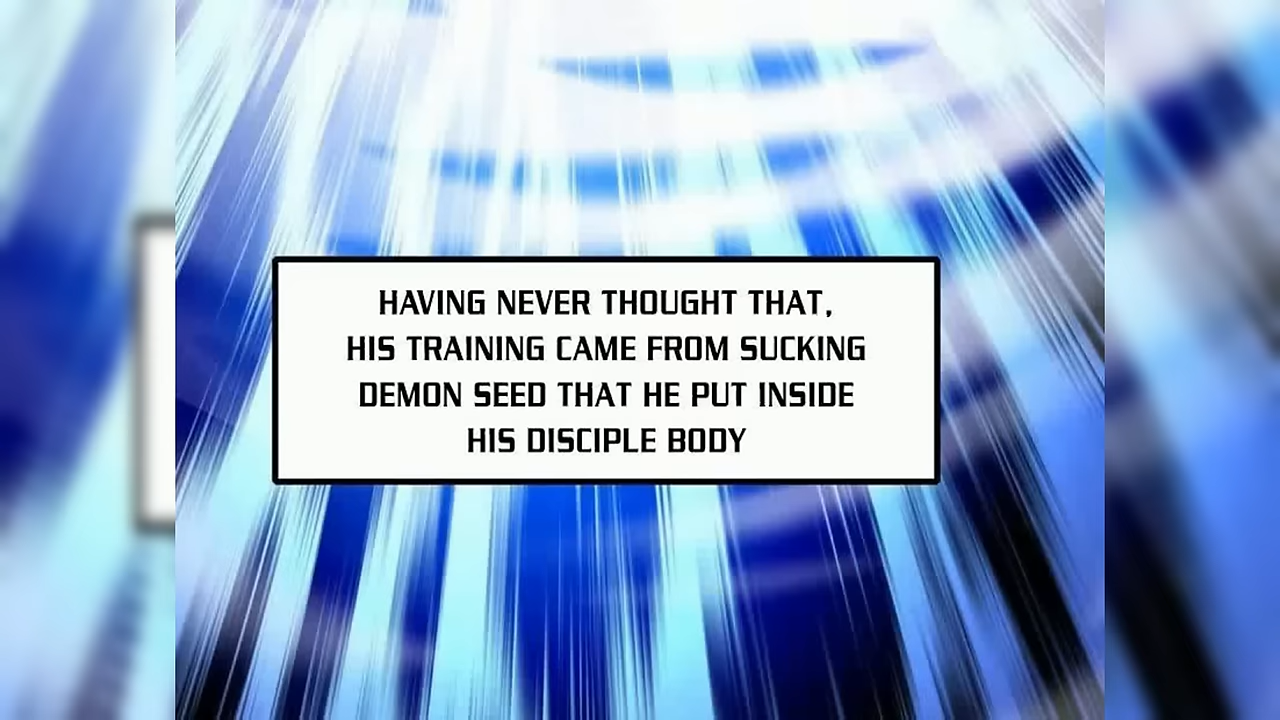 HAVING NEVER THOUGHT THAT,
HIS TRAINING CAME FROM SUCKING
DEMON SEED THAT HE PUT INSIDE
HIS DISCIPLE BODY